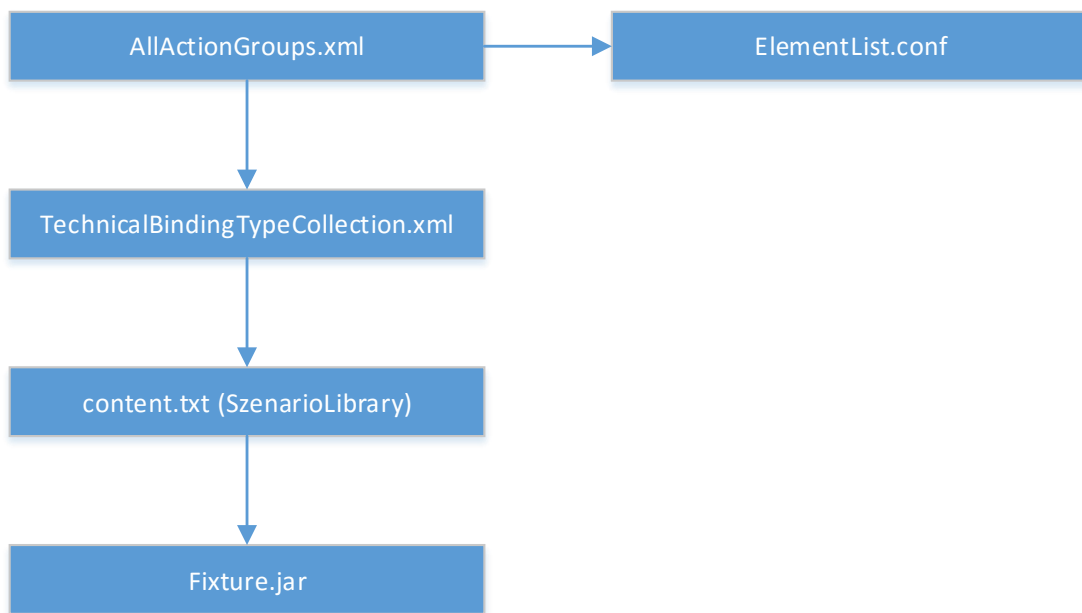 AllActionGroups.xml
ElementList.conf
TechnicalBindingTypeCollection.xml
content.txt (SzenarioLibrary)
Fixture.jar